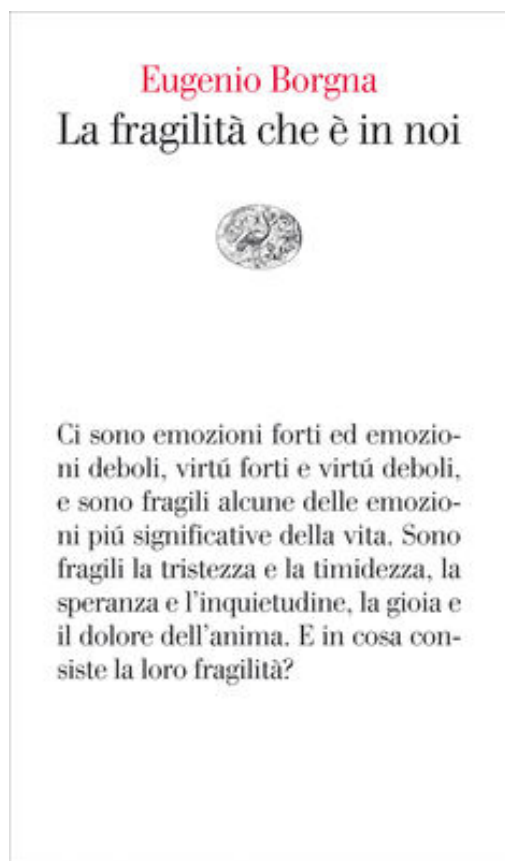 Eugenio Borgna
La fragilità che è in noi
Ci sono emozioni forti ed emozio-
ni deboli, virtú forti e virtú deboli,
e sono fragili alcune delle emozio-
ni piú significative della vita. Sono
fragili la tristezza e la timidezza, la
speranza e l'inquietudine, la gioia e
il dolore dell'anima. E in cosa con-
siste la loro fragilità?